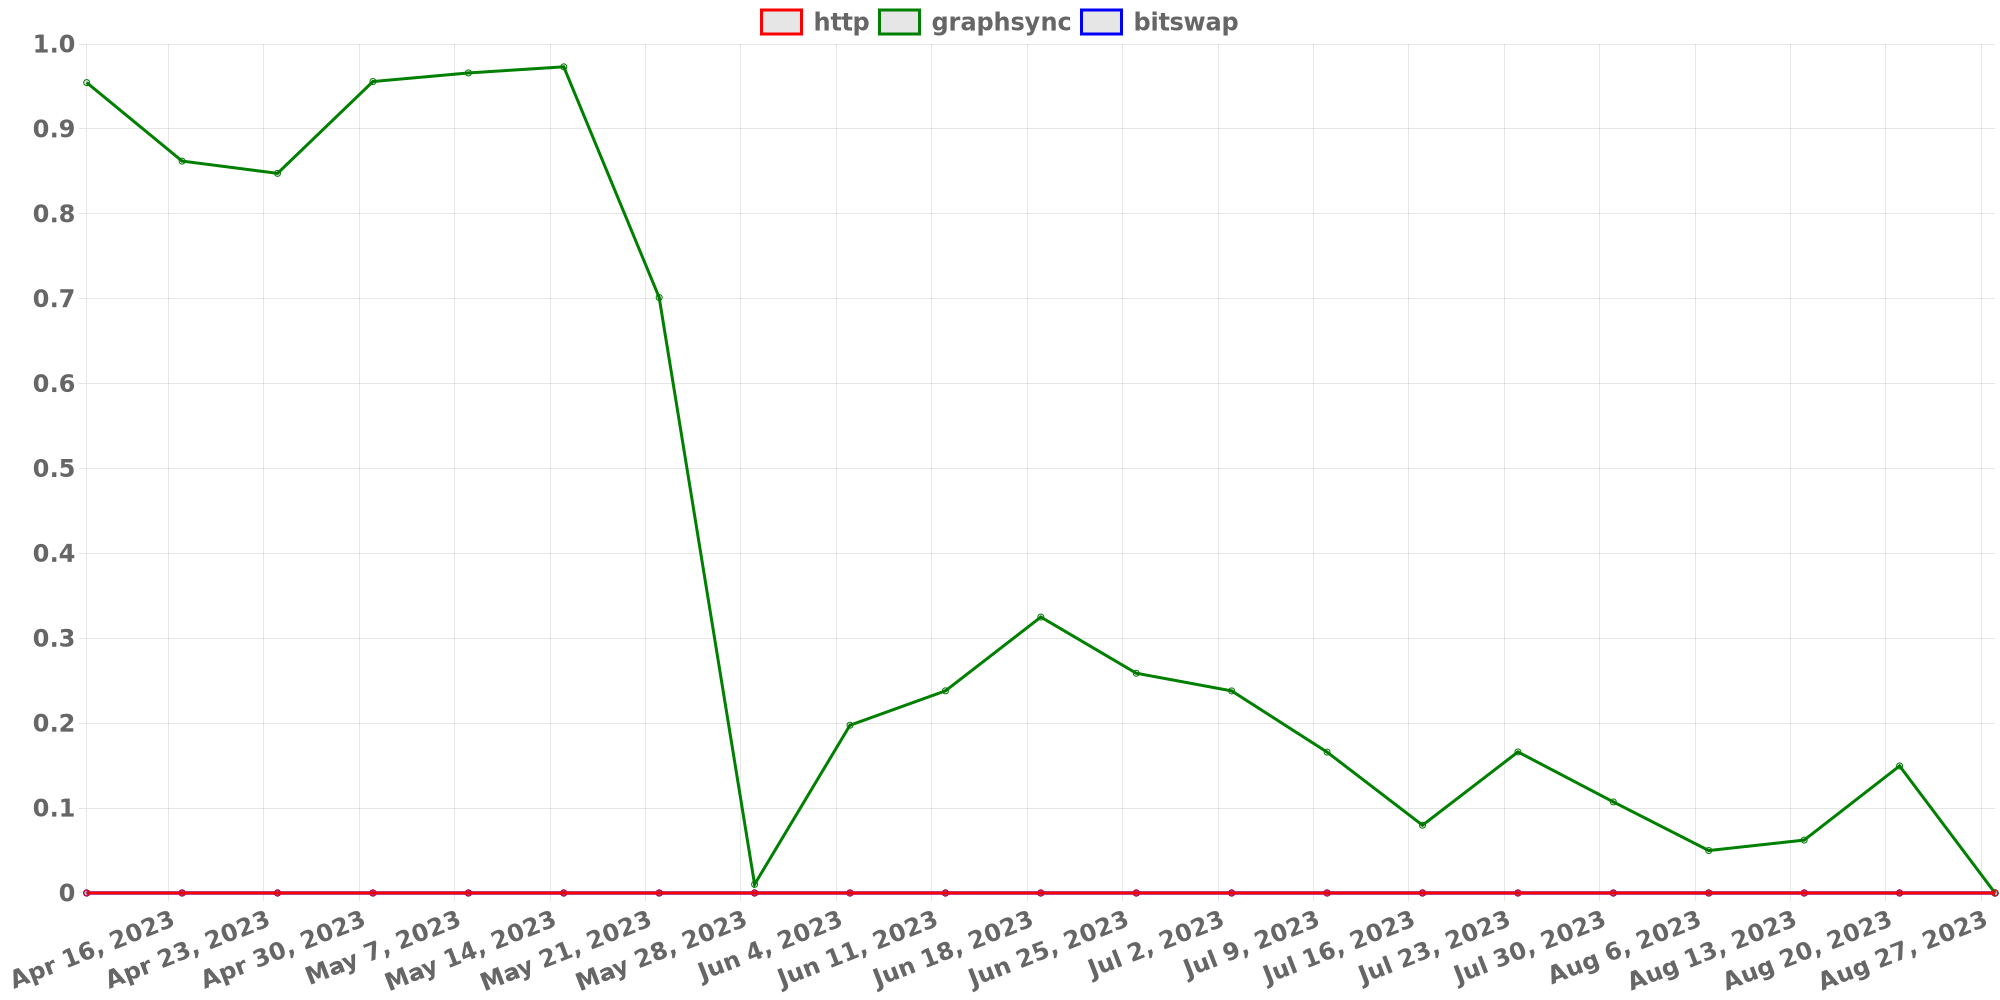 http graphsync bitswap
1.0
0.9
0.8
0.7
0.6
0.5
0.4
0.3
0.2
0.1
0
Apr 16, 2023
Apr 23, 2023
Apr 30, 2023
May 7, 2023
May 14, 2023
May 21, 2023
May 28, 2023
Jun 4, 2023
Jun 11, 2023
Jun 18, 2023
Jun 25, 2023
Jul 2, 2023
Jul 9, 2023
Jul 16, 2023
Jul 23, 2023
Jul 30, 2023
Aug 6, 2023
Aug 13, 2023
Aug 20, 2023
Aug 27, 2023